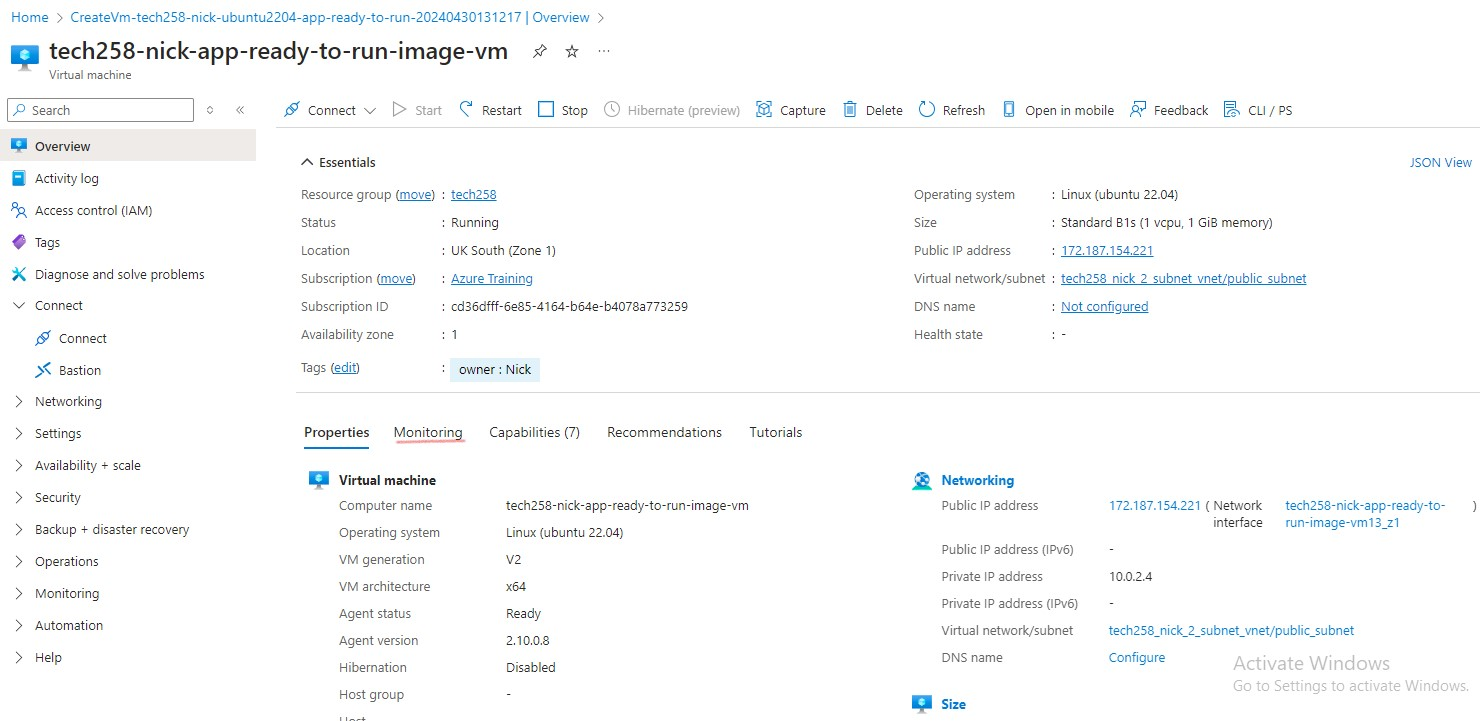 Home > CreateVm-tech258-nick-ubuntu2204-app-ready-to-run-20240430131217 | Overview >
tech258-nick-app-ready-to-run-image-vm
Virtual machine
Search
Connect Start Restart Stop Hibernate (preview) Capture Delete Refresh Open in mobile Feedback CLI / PS
Overview
Activity log
Access control (IAM)
Tags
Diagnose and solve problems
Connect
Connect
Bastion
Networking
Settings
Availability + scale
Security
Backup + disaster recovery
Operations
Monitoring
Automation
Help
Essentials
JSON View
Resource group (move) : tech258
Status : Running
Location : UK South (Zone 1)
Subscription (move) : Azure Training
Subscription ID : cd36dfff-6e85-4164-b64e-b4078a773259
Availability zone : 1
Tags (edit) : owner : Nick
Operating system : Linux (ubuntu 22.04)
Size : Standard B1s (1 vcpu, 1 GiB memory)
Public IP address : 172.187.154.221
Virtual network/subnet : tech258_nick_2_subnet_vnet/public_subnet
DNS name : Not configured
Health state : -
Properties Monitoring Capabilities (7) Recommendations Tutorials
Virtual machine
Computer name tech258-nick-app-ready-to-run-image-vm
Operating system Linux (ubuntu 22.04)
VM generation V2
VM architecture x64
Agent status Ready
Agent version 2.10.0.8
Hibernation Disabled
Host group -
Host
Networking
Public IP address 172.187.154.221 ( Network interface tech258-nick-app-ready-to-run-image-vm13_z1 )
Public IP address (IPv6) -
Private IP address 10.0.2.4
Private IP address (IPv6) -
Virtual network/subnet tech258_nick_2_subnet_vnet/public_subnet
DNS name Configure
Size
Activate Windows
Go to Settings to activate Windows.